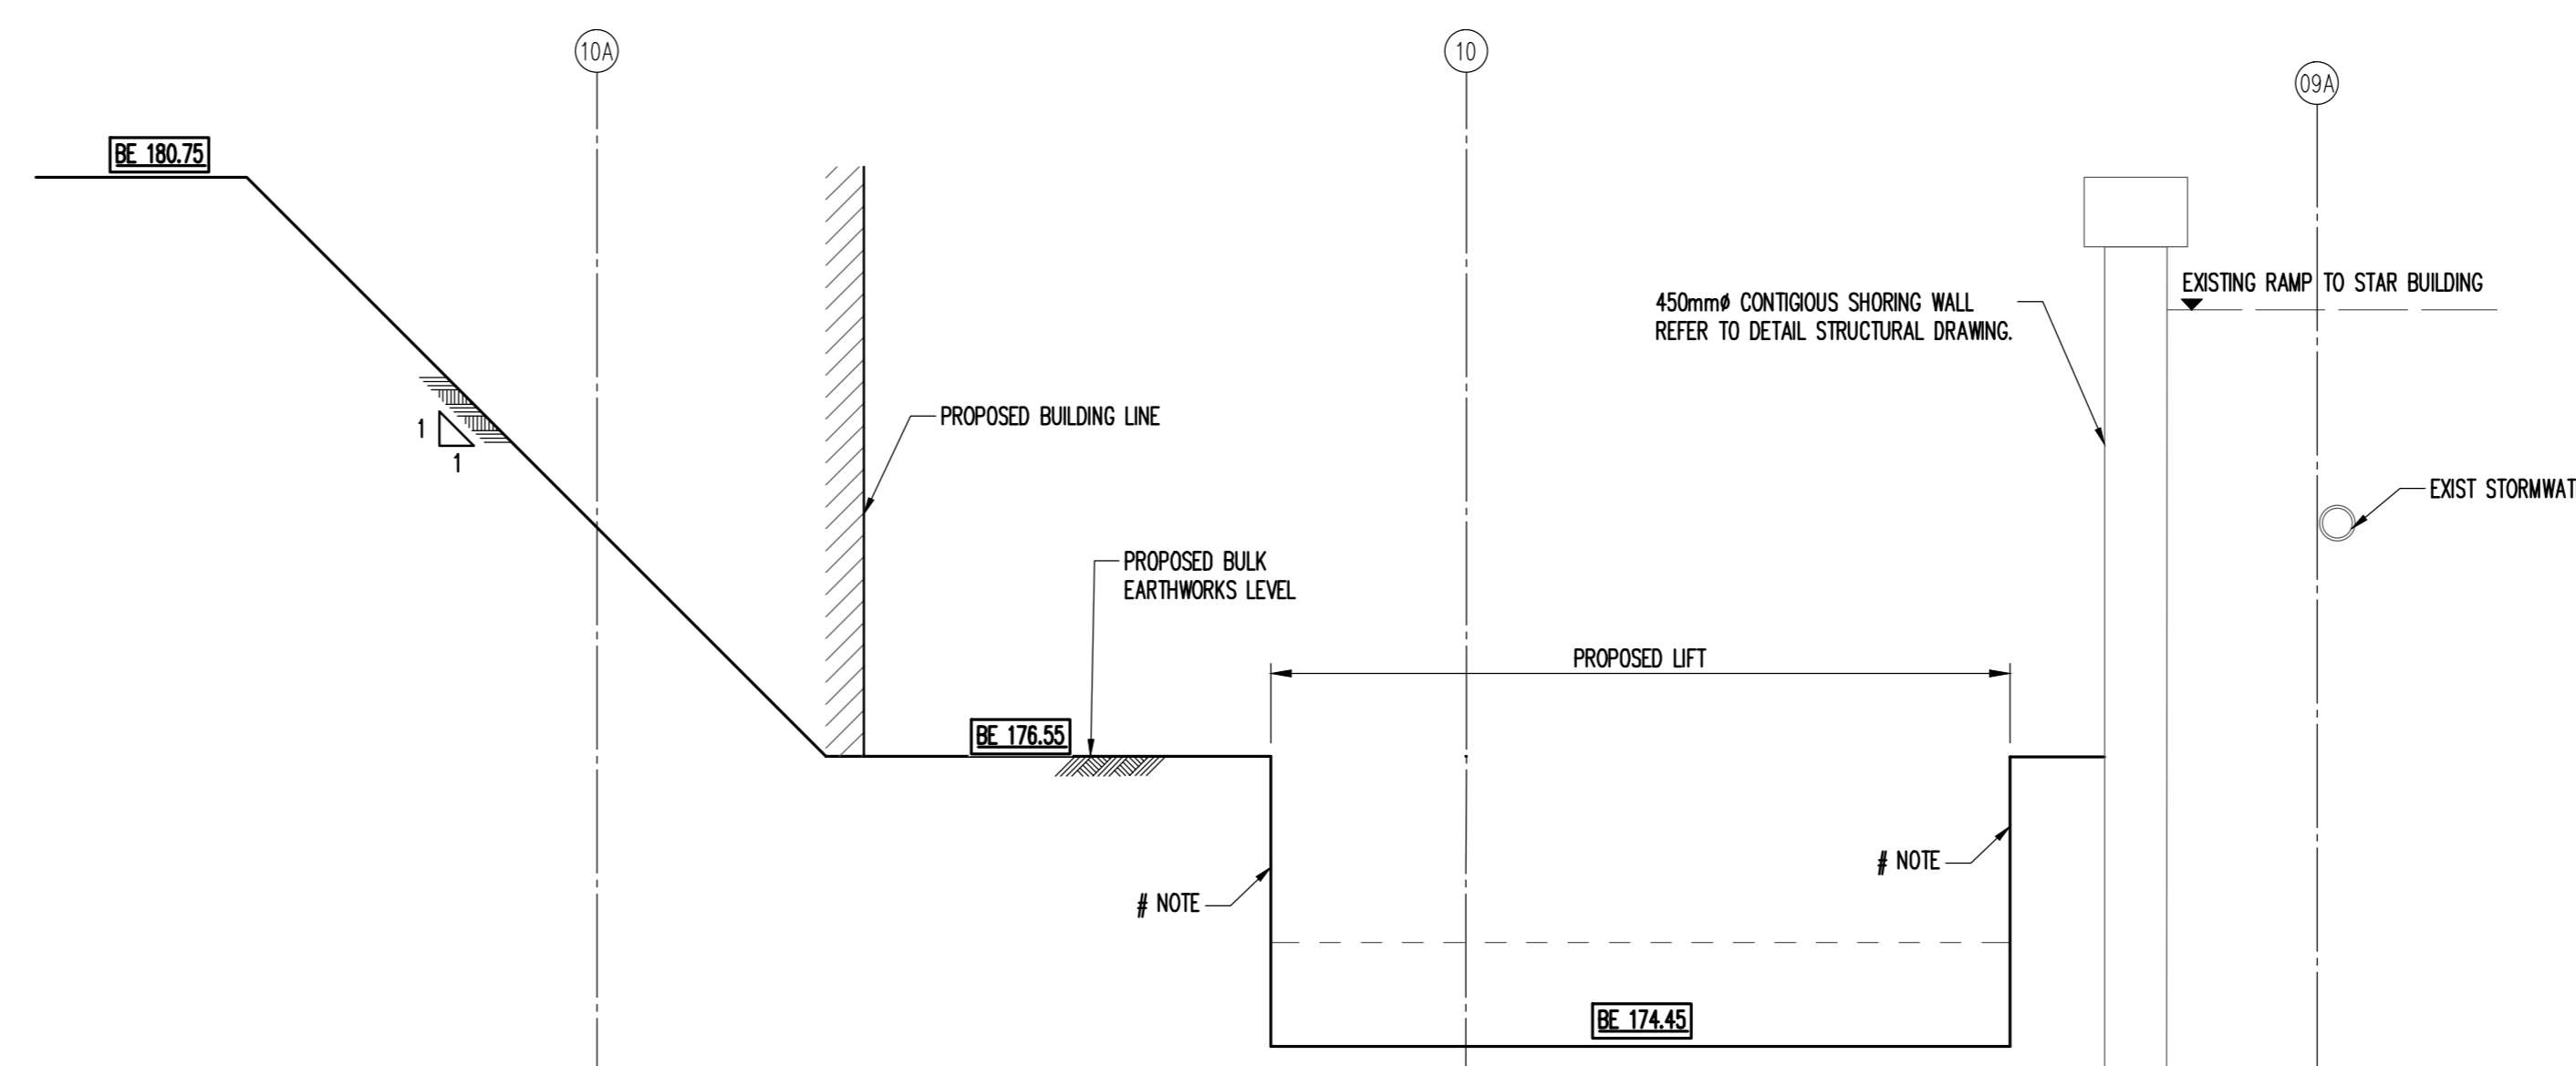 10A
10
09A
BE 180.75
EXISTING RAMP TO STAR BUILDING
450mmø CONTIGIOUS SHORING WALL
REFER TO DETAIL STRUCTURAL DRAWING.
PROPOSED BUILDING LINE
1
1
EXIST STORMWAT
PROPOSED BULK
EARTHWORKS LEVEL
PROPOSED LIFT
BE 176.55
# NOTE
# NOTE
BE 174.45